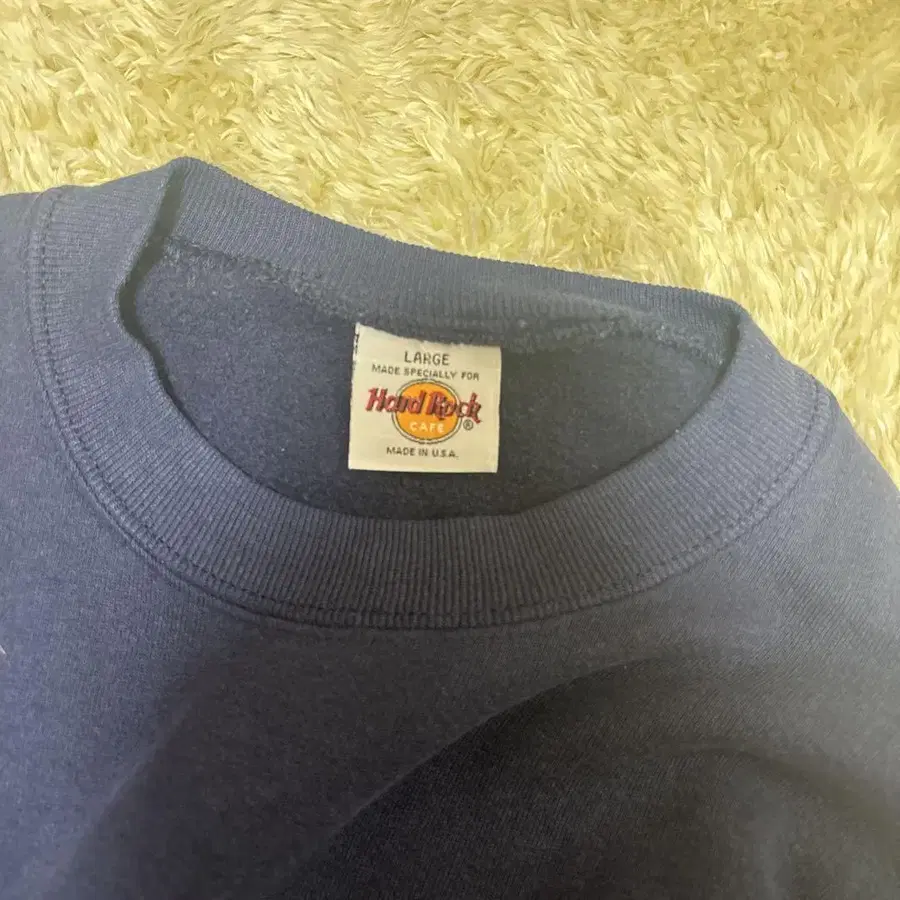 LARGE
MADE SPECIALLY FOR
Hard Rock
CAFE ®
MADE IN U.S.A.